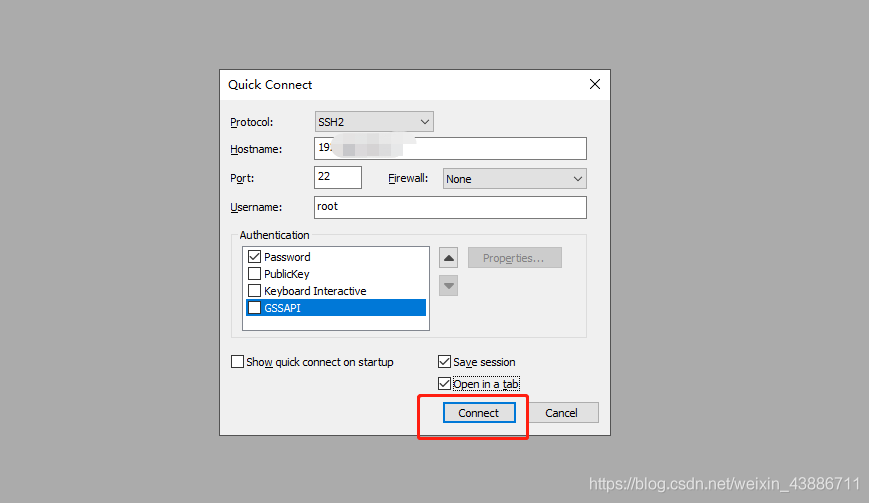 Quick Connect
Protocol: SSH2
Hostname: 19
Port: 22 Firewall: None
Username: root
Authentication
Password
PublicKey
Keyboard Interactive
GSSAPI
Properties...
Show quick connect on startup Save session
Open in a tab
Connect Cancel
https://blog.csdn.net/weixin_43886711